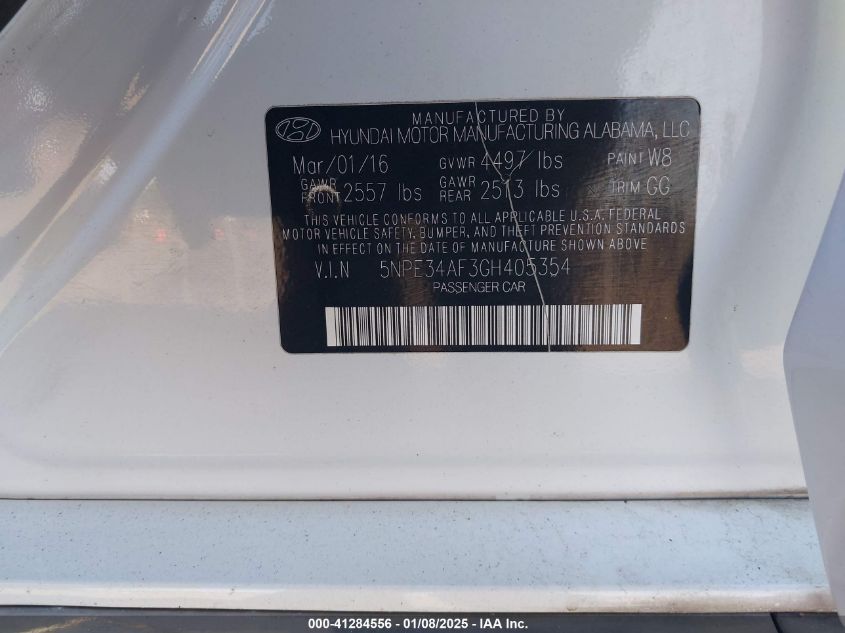 MANUFACTURED BY
HYUNDAI MOTOR MANUFACTURING ALABAMA, LLC
Mar/01/16 GVWR 4497 lbs PAINT W8
GAWR FRONT 2557 lbs GAWR REAR 2513 lbs TRIM GG
THIS VEHICLE CONFORMS TO ALL APPLICABLE U.S.A. FEDERAL
MOTOR VEHICLE SAFETY, BUMPER, AND THEFT PREVENTION STANDARDS
IN EFFECT ON THE DATE OF MANUFACTURE SHOWN ABOVE
V.I.N 5NPE34AF3GH405354
PASSENGER CAR
000-41284556 - 01/08/2025 - IAA Inc.